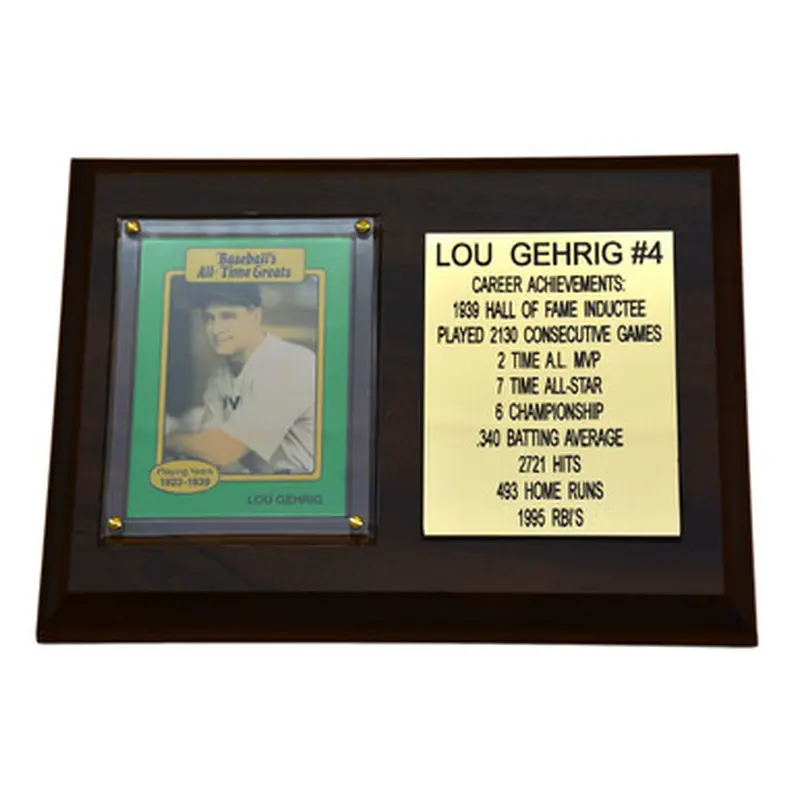 Baseball's
All-Time Greats
Playing Years
1923-1939
LOU GEHRIG
LOU GEHRIG #4
CAREER ACHIEVEMENTS:
1939 HALL OF FAME INDUCTEE
PLAYED 2130 CONSECUTIVE GAMES
2 TIME A.L. MVP
7 TIME ALL-STAR
6 CHAMPIONSHIP
.340 BATTING AVERAGE
2721 HITS
493 HOME RUNS
1995 RBI'S